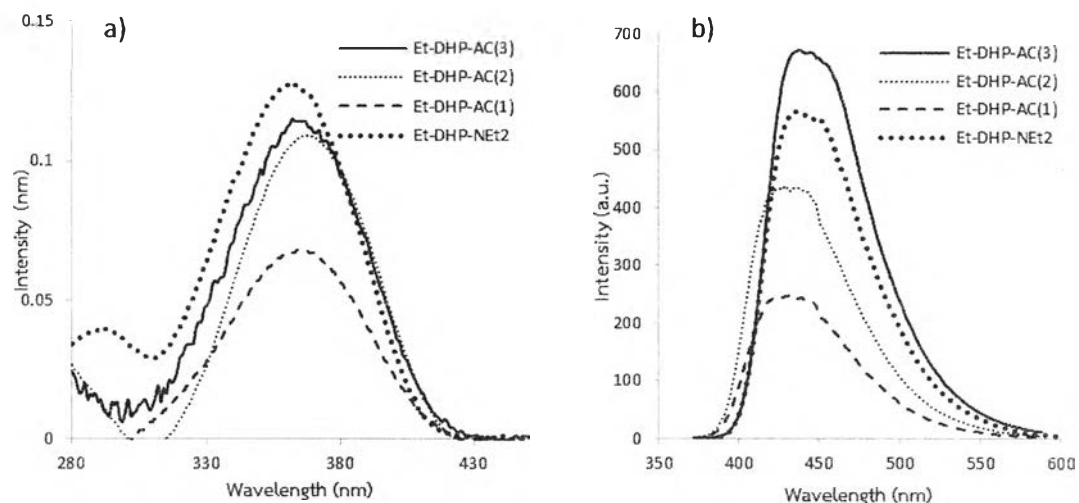 a)
0.15
0.1
0.05
0
Intensity (nm)
280 330 380 430
Wavelength (nm)
Et-DHP-AC(3)
Et-DHP-AC(2)
Et-DHP-AC(1)
Et-DHP-NEt2
b)
700
600
500
400
300
200
100
0
Intensity (a.u.)
350 400 450 500 550 600
Wavelength (nm)
Et-DHP-AC(3)
Et-DHP-AC(2)
Et-DHP-AC(1)
Et-DHP-NEt2